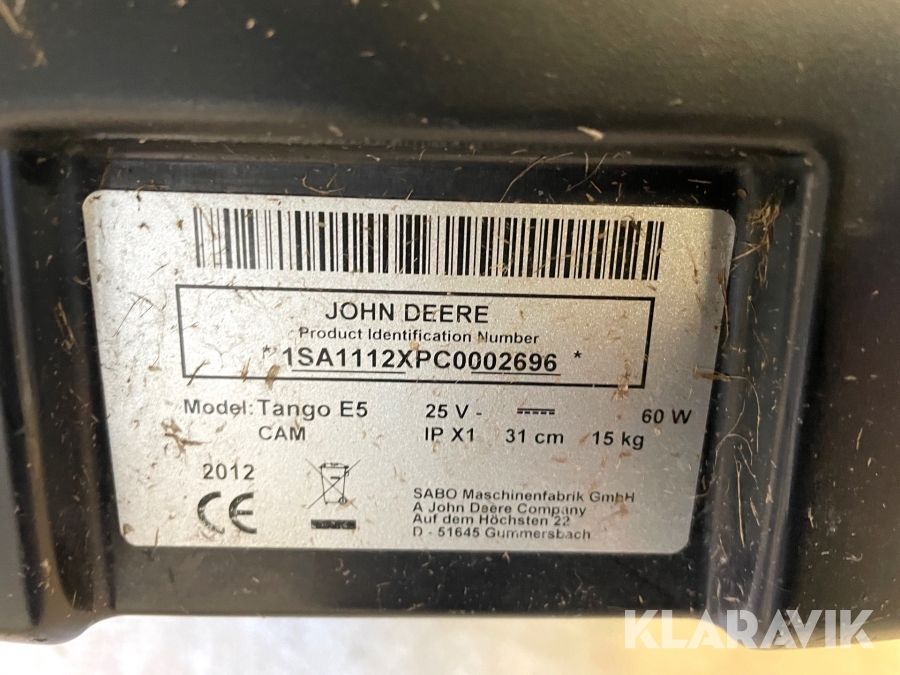 JOHN DEERE
Product Identification Number
* 1SA1112XPC0002696 *
Model: Tango E5 25 V - 60 W
CAM IP X1 31 cm 15 kg
2012
CE
SABO Maschinenfabrik GmbH
A John Deere Company
Auf dem Höchsten 22
D - 51645 Gummersbach
KLARAVIK